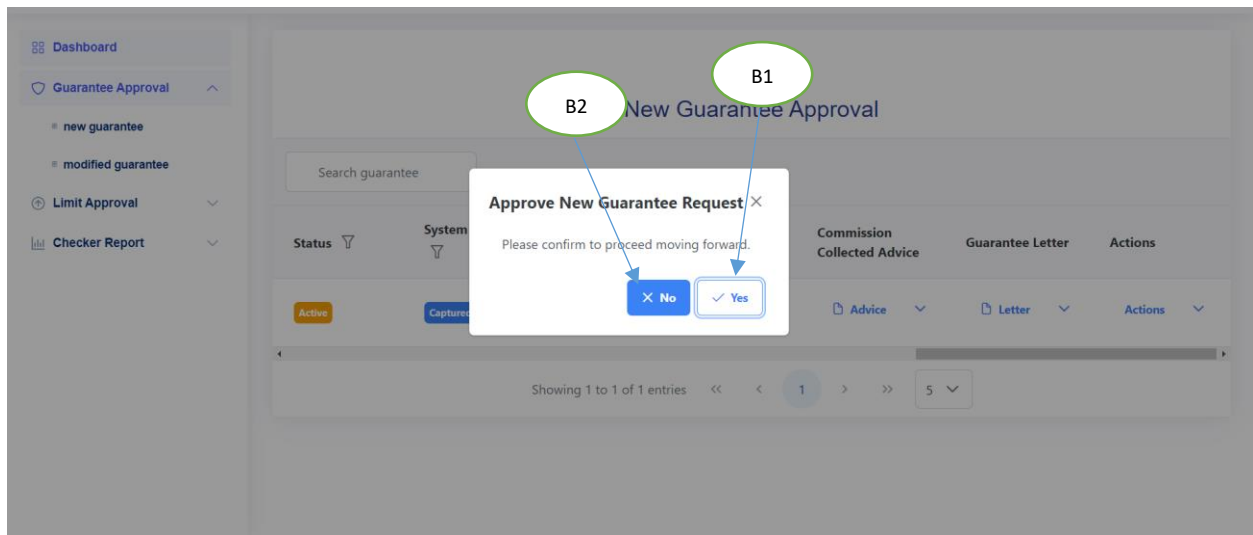 Dashboard
Guarantee Approval
new guarantee
modified guarantee
Limit Approval
Checker Report
B1
B2
New Guarantee Approval
Search guarantee
Approve New Guarantee Request
Please confirm to proceed moving forward.
No
Yes
Status
System
Commission
Collected Advice
Guarantee Letter
Actions
Active
Captured
Advice
Letter
Actions
Showing 1 to 1 of 1 entries << < 1 > >> 5